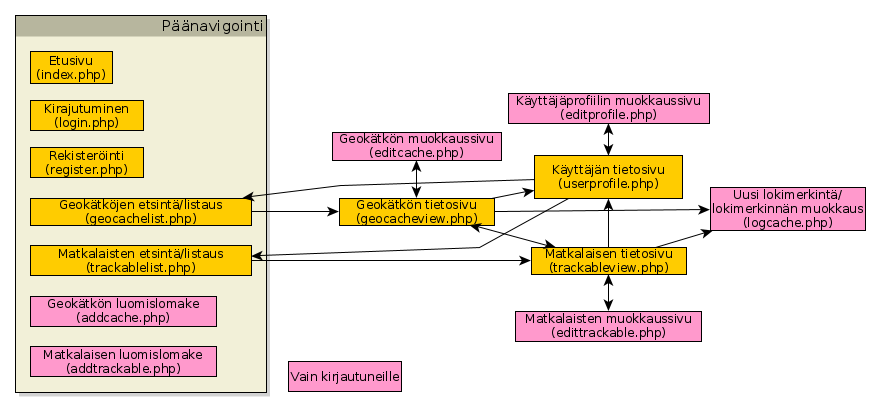 Päänavigointi
Etusivu
(index.php)
Kirajutuminen
(login.php)
Rekisteröinti
(register.php)
Geokätköjen etsintä/listaus
(geocachelist.php)
Matkalaisten etsintä/listaus
(trackablelist.php)
Geokätkön luomislomake
(addcache.php)
Matkalaisen luomislomake
(addtrackable.php)
Geokätkön muokkaussivu
(editcache.php)
Geokätkön tietosivu
(geocacheview.php)
Käyttäjäprofiilin muokkaussivu
(editprofile.php)
Käyttäjän tietosivu
(userprofile.php)
Uusi lokimerkintä/
lokimerkinnän muokkaus
(logcache.php)
Matkalaisen tietosivu
(trackableview.php)
Matkalaisten muokkaussivu
(edittrackable.php)
Vain kirjautuneille